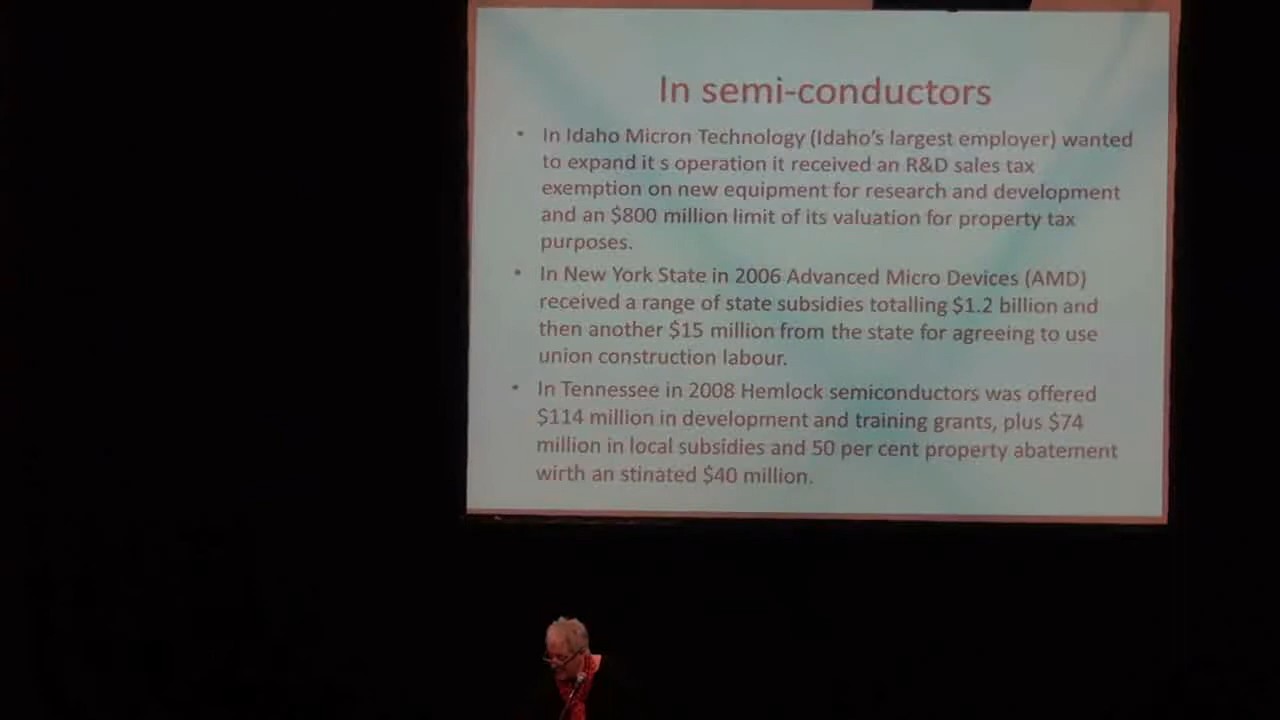 In semi-conductors
• In Idaho Micron Technology (Idaho's largest employer) wanted
to expand it s operation it received an R&D sales tax
exemption on new equipment for research and development
and an $800 million limit of its valuation for property tax
purposes.
• In New York State in 2006 Advanced Micro Devices (AMD)
received a range of state subsidies totalling $1.2 billion and
then another $15 million from the state for agreeing to use
union construction labour.
• In Tennessee in 2008 Hemlock semiconductors was offered
$114 million in development and training grants, plus $74
million in local subsidies and 50 per cent property abatement
wirth an stinated $40 million.